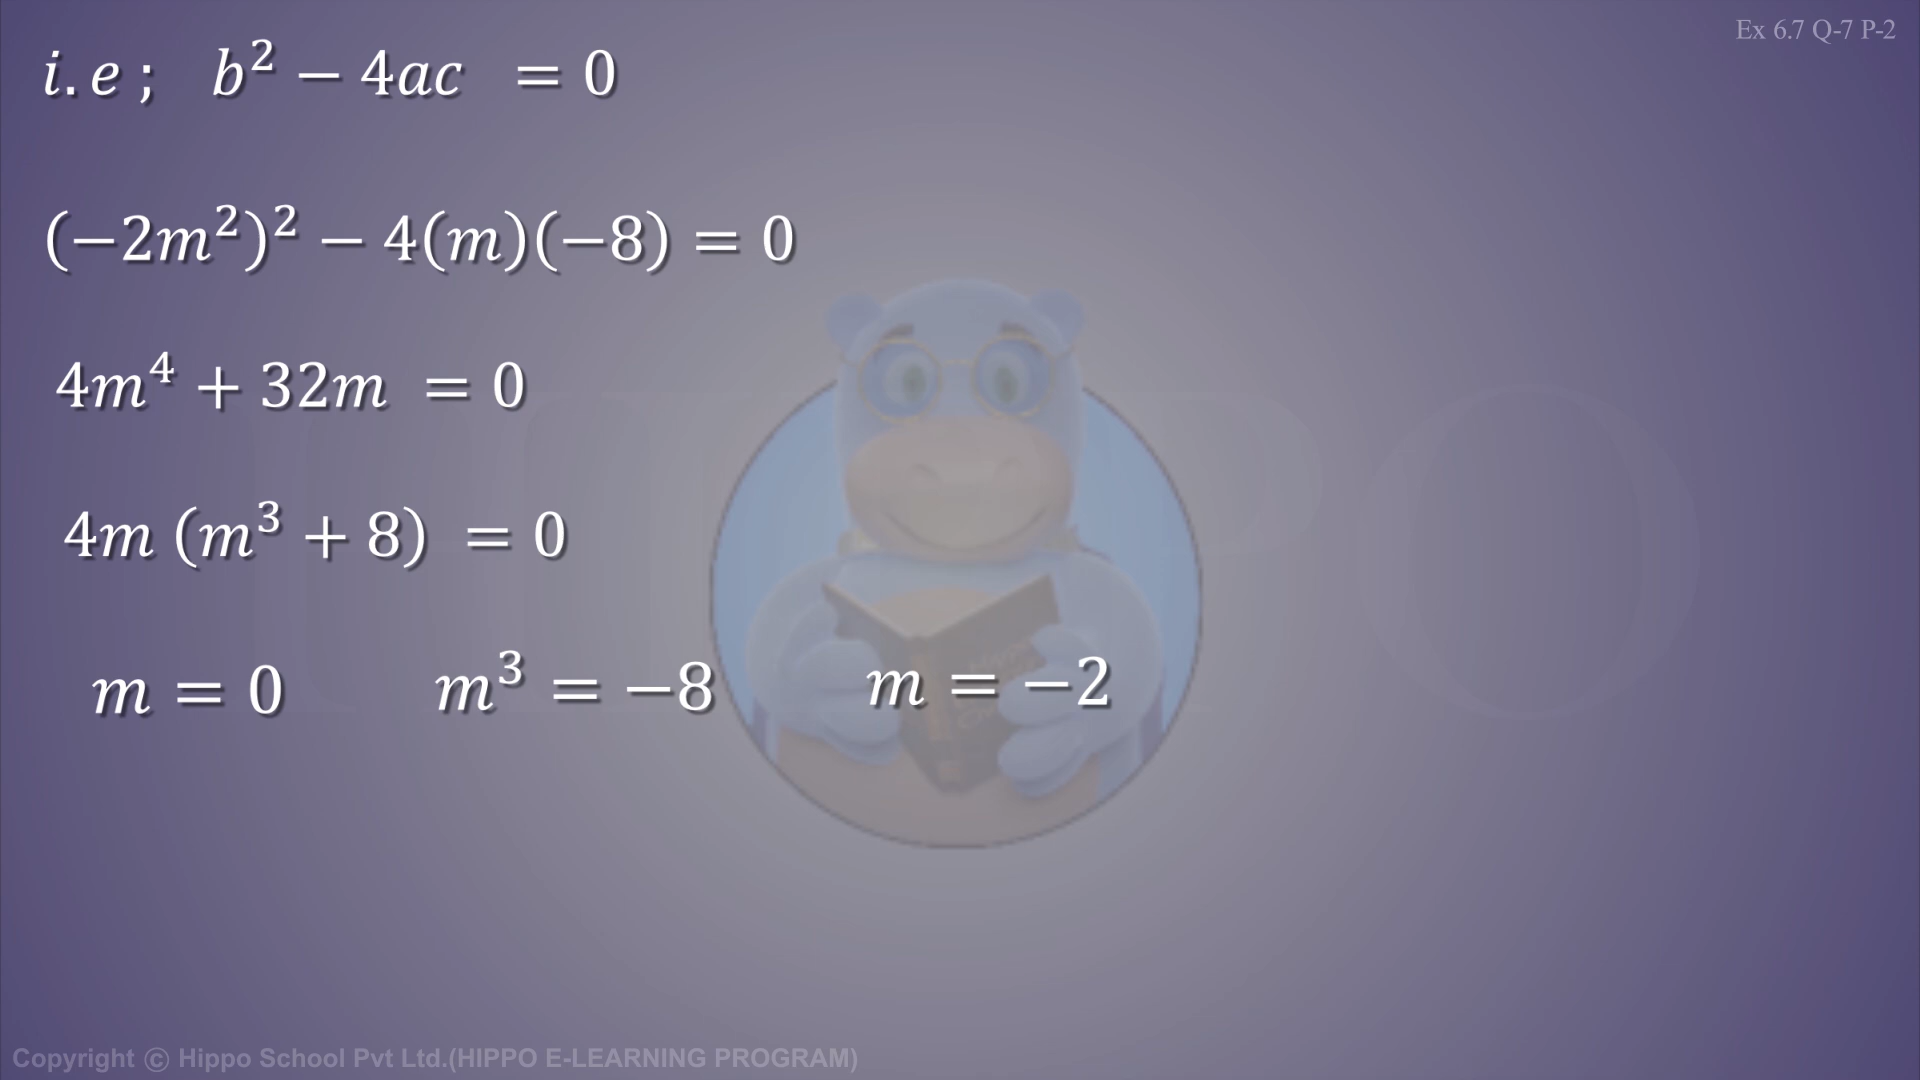 Ex 6.7 Q-7 P-2
i.e ; b² − 4ac = 0
(−2m²)² − 4(m)(−8) = 0
4m⁴ + 32m = 0
4m (m³ + 8) = 0
m = 0 m³ = −8 m = −2
Copyright © Hippo School Pvt Ltd.(HIPPO E-LEARNING PROGRAM)